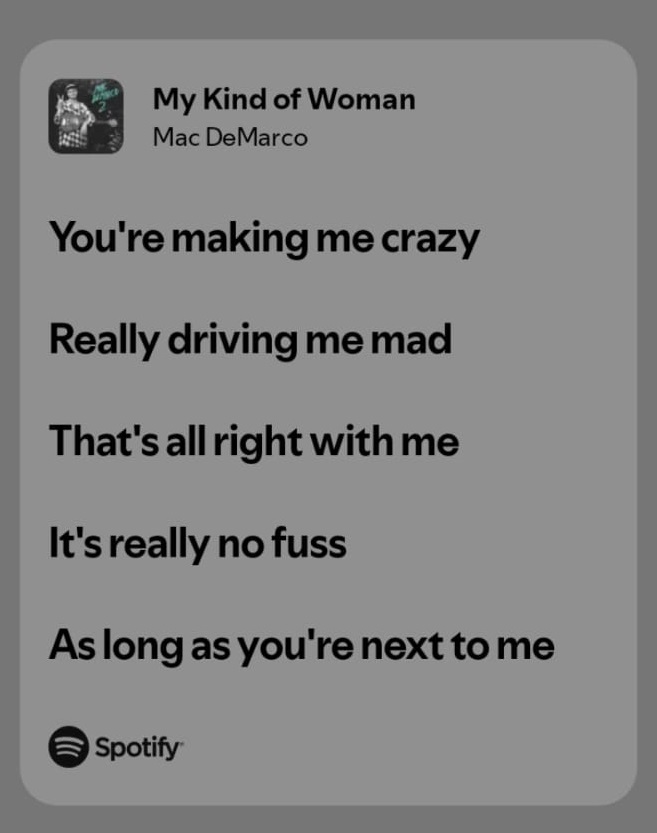 My Kind of Woman
Mac DeMarco
You're making me crazy
Really driving me mad
That's all right with me
It's really no fuss
As long as you're next to me
Spotify